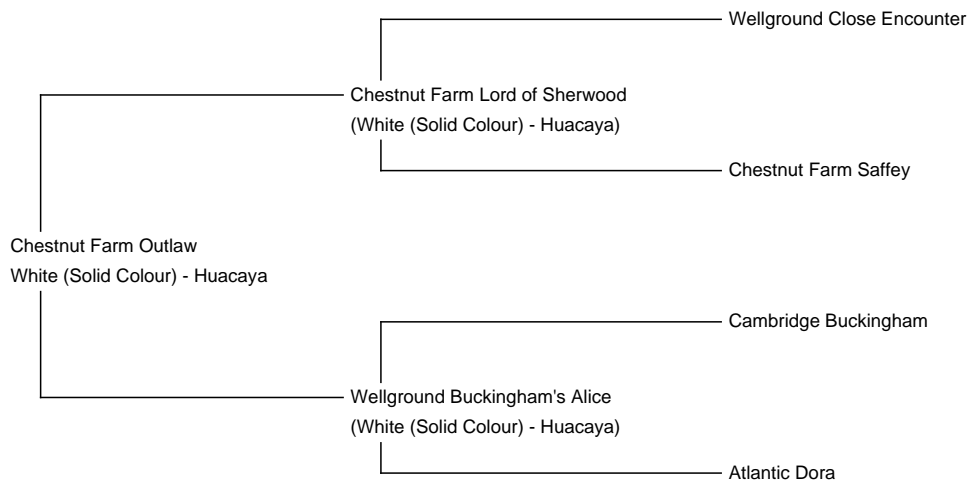 Wellground Close Encounter
Chestnut Farm Lord of Sherwood
(White (Solid Colour) - Huacaya)
Chestnut Farm Saffey
Chestnut Farm Outlaw
White (Solid Colour) - Huacaya
Cambridge Buckingham
Wellground Buckingham's Alice
(White (Solid Colour) - Huacaya)
Atlantic Dora